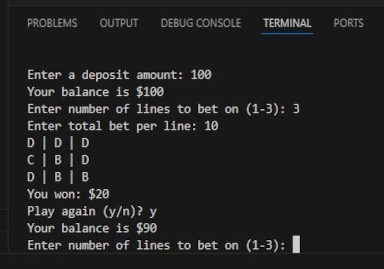 PROBLEMS OUTPUT DEBUG CONSOLE TERMINAL PORTS
Enter a deposit amount: 100
Your balance is $100
Enter number of lines to bet on (1-3): 3
Enter total bet per line: 10
D | D | D
C | B | D
D | B | B
You won: $20
Play again (y/n)? y
Your balance is $90
Enter number of lines to bet on (1-3):